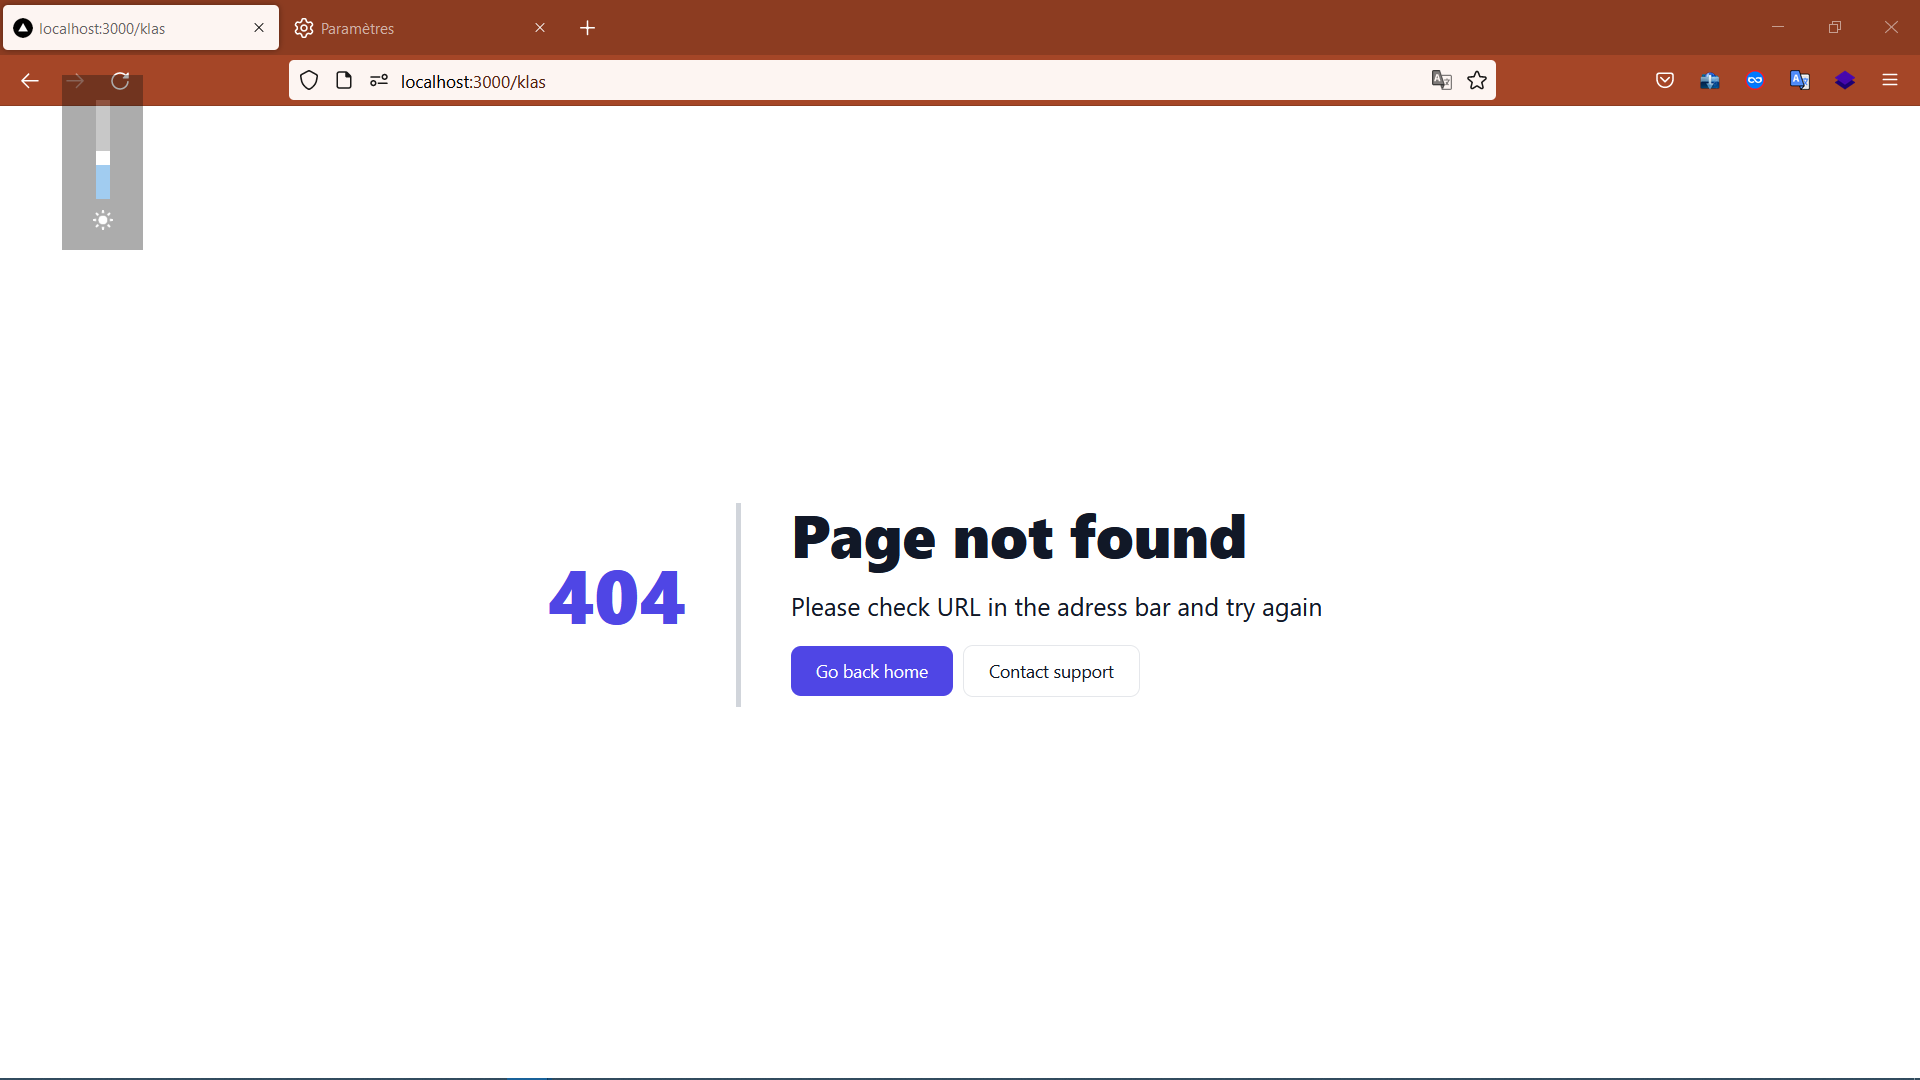 localhost:3000/klas
Paramètres
localhost:3000/klas
404
Page not found
Please check URL in the adress bar and try again
Go back home
Contact support